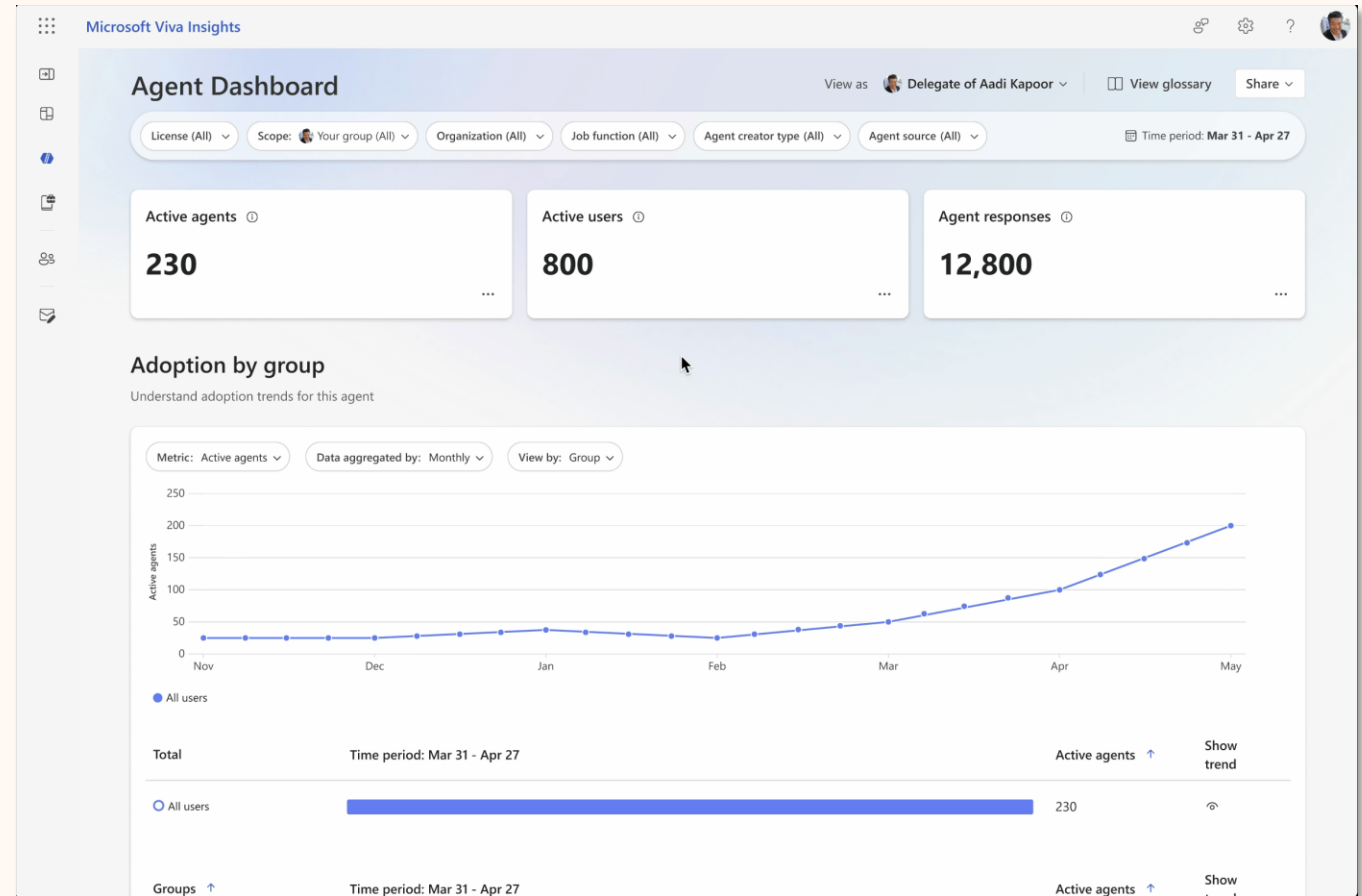 Microsoft Viva Insights
Agent Dashboard
View as Delegate of Aadi Kapoor View glossary Share
License (All) Scope: Your group (All) Organization (All) Job function (All) Agent creator type (All) Agent source (All) Time period: Mar 31 - Apr 27
Active agents Active users Agent responses
230 800 12,800
Adoption by group
Understand adoption trends for this agent
Metric: Active agents Data aggregated by: Monthly View by: Group
250
200
150
100
50
0
Active agents
Nov Dec Jan Feb Mar Apr May
All users
Total Time period: Mar 31 - Apr 27 Active agents Show
trend
All users 230
Groups Time period: Mar 31 - Apr 27 Active agents Show